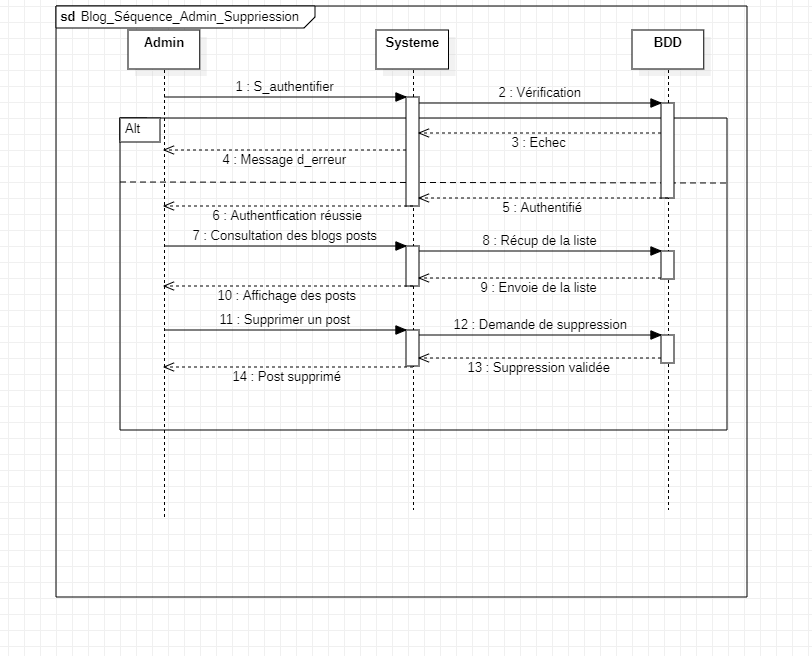 sd Blog_Séquence_Admin_Suppriession
Admin
Systeme
BDD
1 : S_authentifier
2 : Vérification
Alt
3 : Echec
4 : Message d_erreur
5 : Authentifié
6 : Authentfication réussie
7 : Consultation des blogs posts
8 : Récup de la liste
9 : Envoie de la liste
10 : Affichage des posts
11 : Supprimer un post
12 : Demande de suppression
13 : Suppression validée
14 : Post supprimé